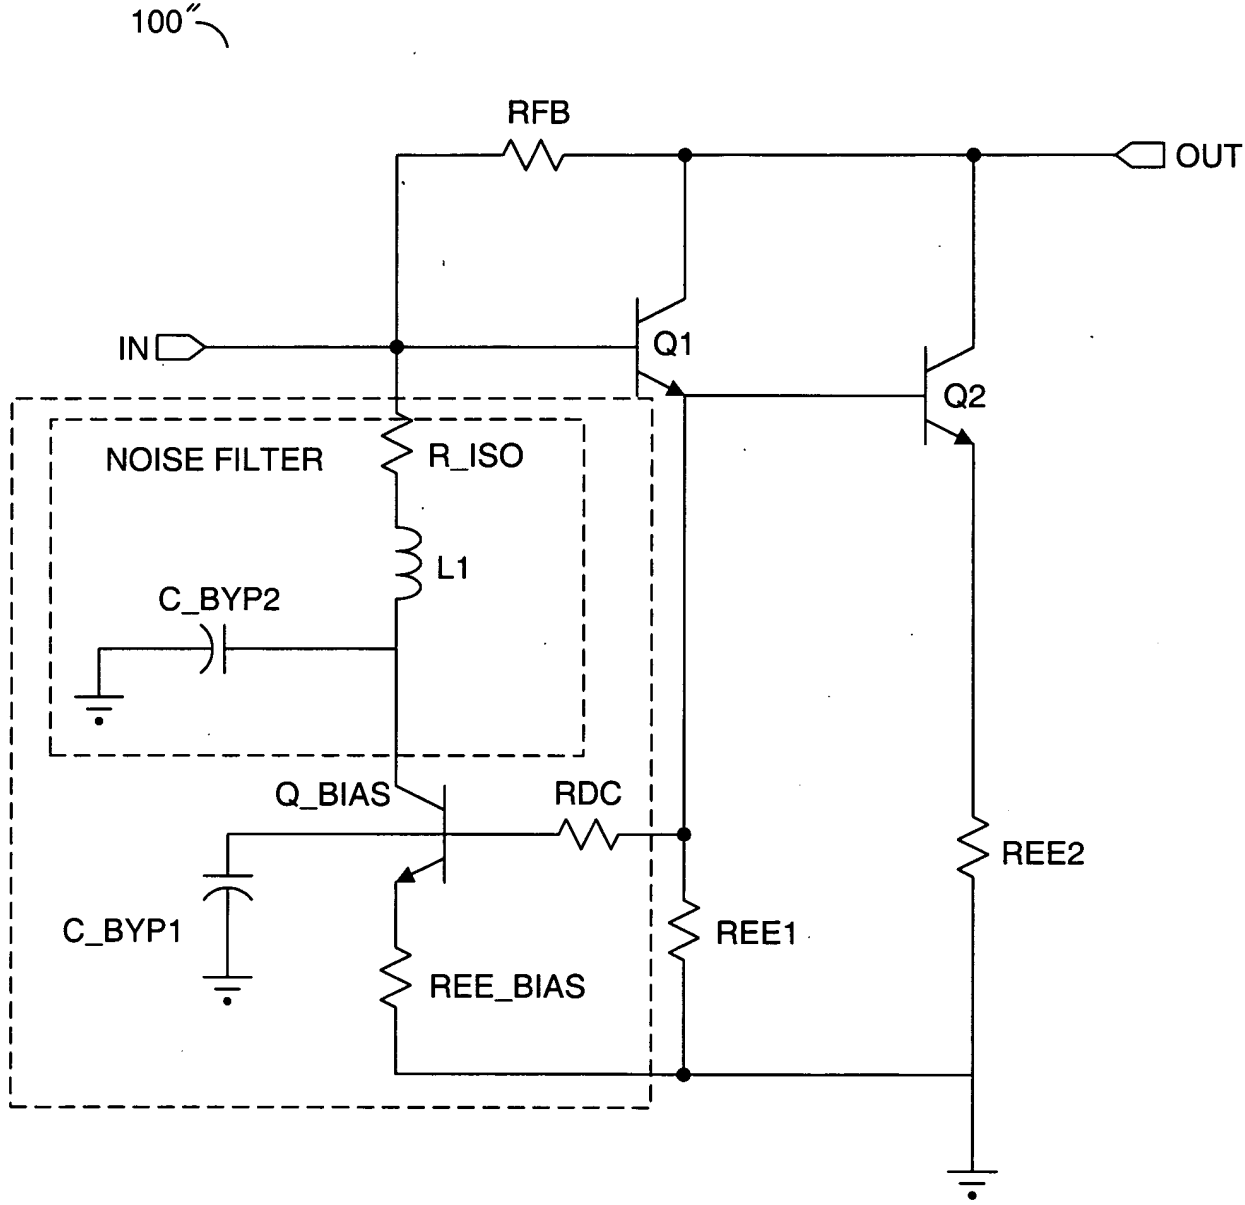 100″
RFB
OUT
IN
Q1
Q2
NOISE FILTER
R_ISO
L1
C_BYP2
Q_BIAS
RDC
REE2
C_BYP1
REE1
REE_BIAS